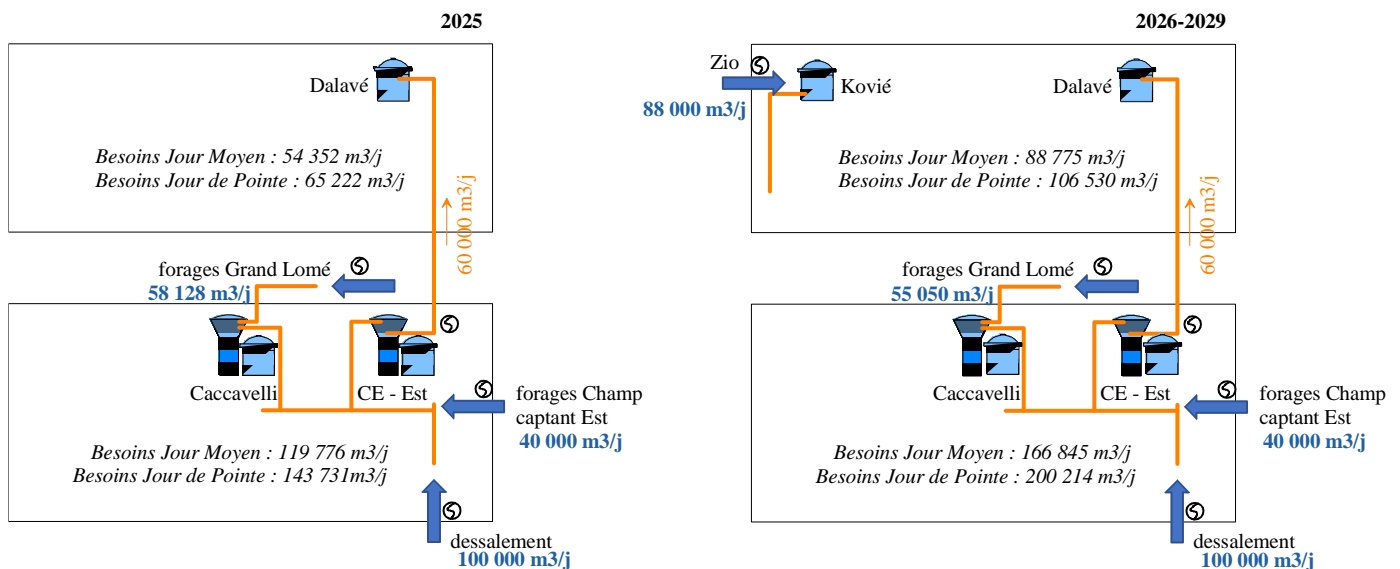 2025
Dalavé
Besoins Jour Moyen : 54 352 m3/j
Besoins Jour de Pointe : 65 222 m3/j
60 000 m3/j
forages Grand Lomé
58 128 m3/j
Caccavelli
CE - Est
forages Champ
captant Est
40 000 m3/j
Besoins Jour Moyen : 119 776 m3/j
Besoins Jour de Pointe : 143 731m3/j
dessalement
100 000 m3/j
2026-2029
Zio
88 000 m3/j
Kovié
Dalavé
Besoins Jour Moyen : 88 775 m3/j
Besoins Jour de Pointe : 106 530 m3/j
60 000 m3/j
forages Grand Lomé
55 050 m3/j
Caccavelli
CE - Est
forages Champ
captant Est
40 000 m3/j
Besoins Jour Moyen : 166 845 m3/j
Besoins Jour de Pointe : 200 214 m3/j
dessalement
100 000 m3/j